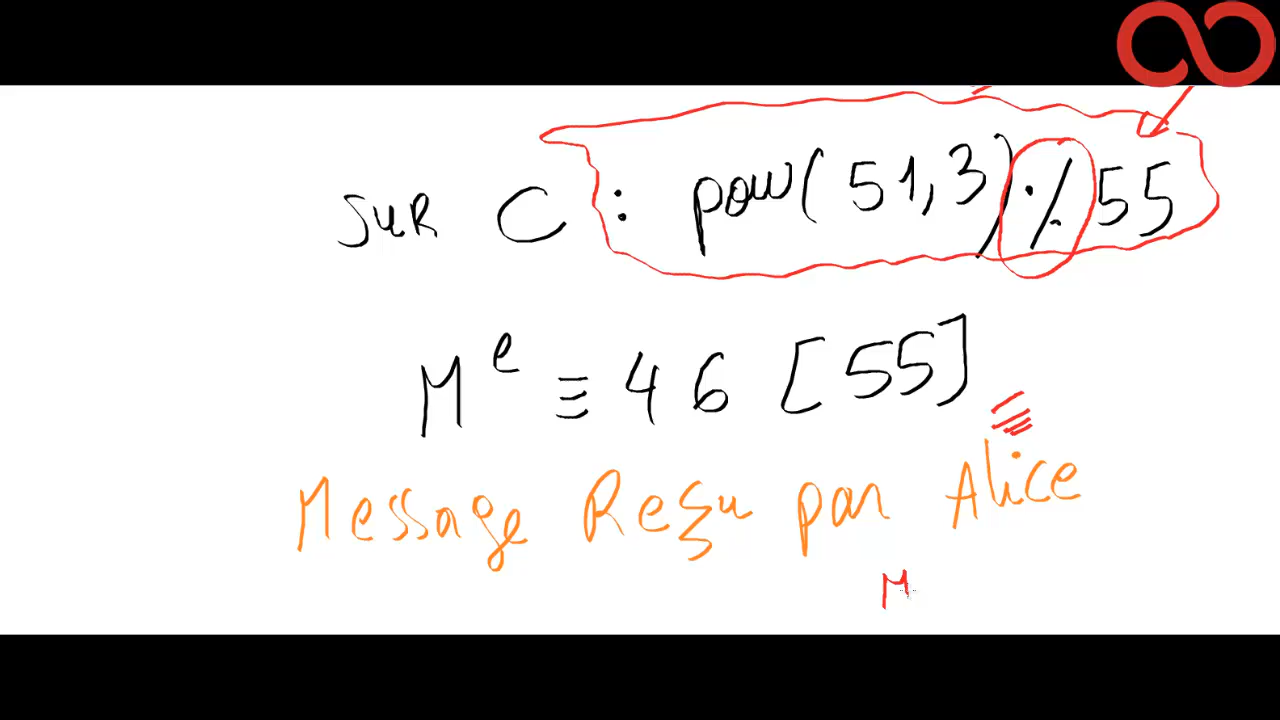 SUR C : pow(51,3) % 55
M^e ≡ 46 [55]
Message Reçu par Alice
M